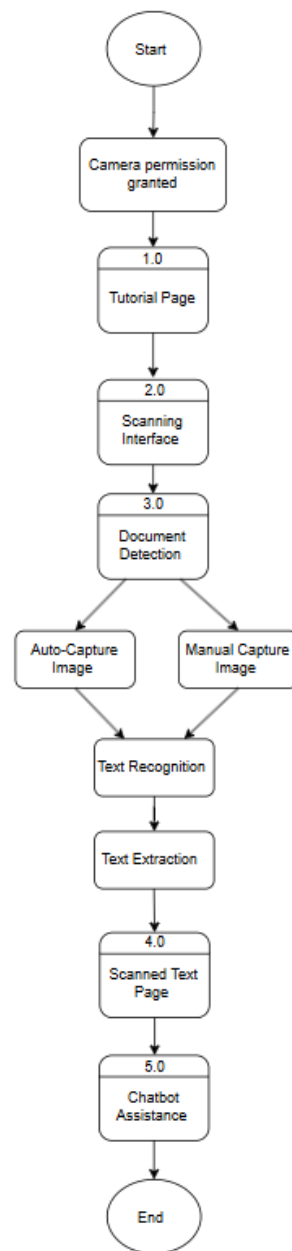 Start
Camera permission
granted
1.0
Tutorial Page
2.0
Scanning
Interface
3.0
Document
Detection
Auto-Capture
Image
Manual Capture
Image
Text Recognition
Text Extraction
4.0
Scanned Text
Page
5.0
Chatbot
Assistance
End